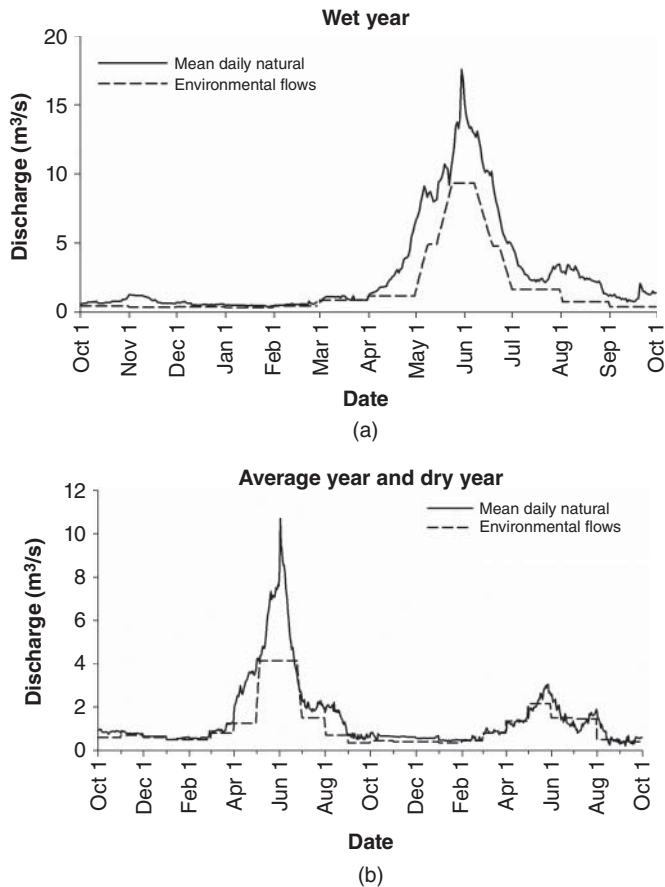 Wet year
20
15
10
5
0
Discharge (m³/s)
Mean daily natural
Environmental flows
Oct 1
Nov 1
Dec 1
Jan 1
Feb 1
Mar 1
Apr 1
May 1
Jun 1
Jul 1
Aug 1
Sep 1
Oct 1
Date
(a)
Average year and dry year
12
10
8
6
4
2
0
Discharge (m³/s)
Mean daily natural
Environmental flows
Oct 1
Dec 1
Feb 1
Apr 1
Jun 1
Aug 1
Oct 1
Dec 1
Feb 1
Apr 1
Jun 1
Aug 1
Oct 1
Date
(b)